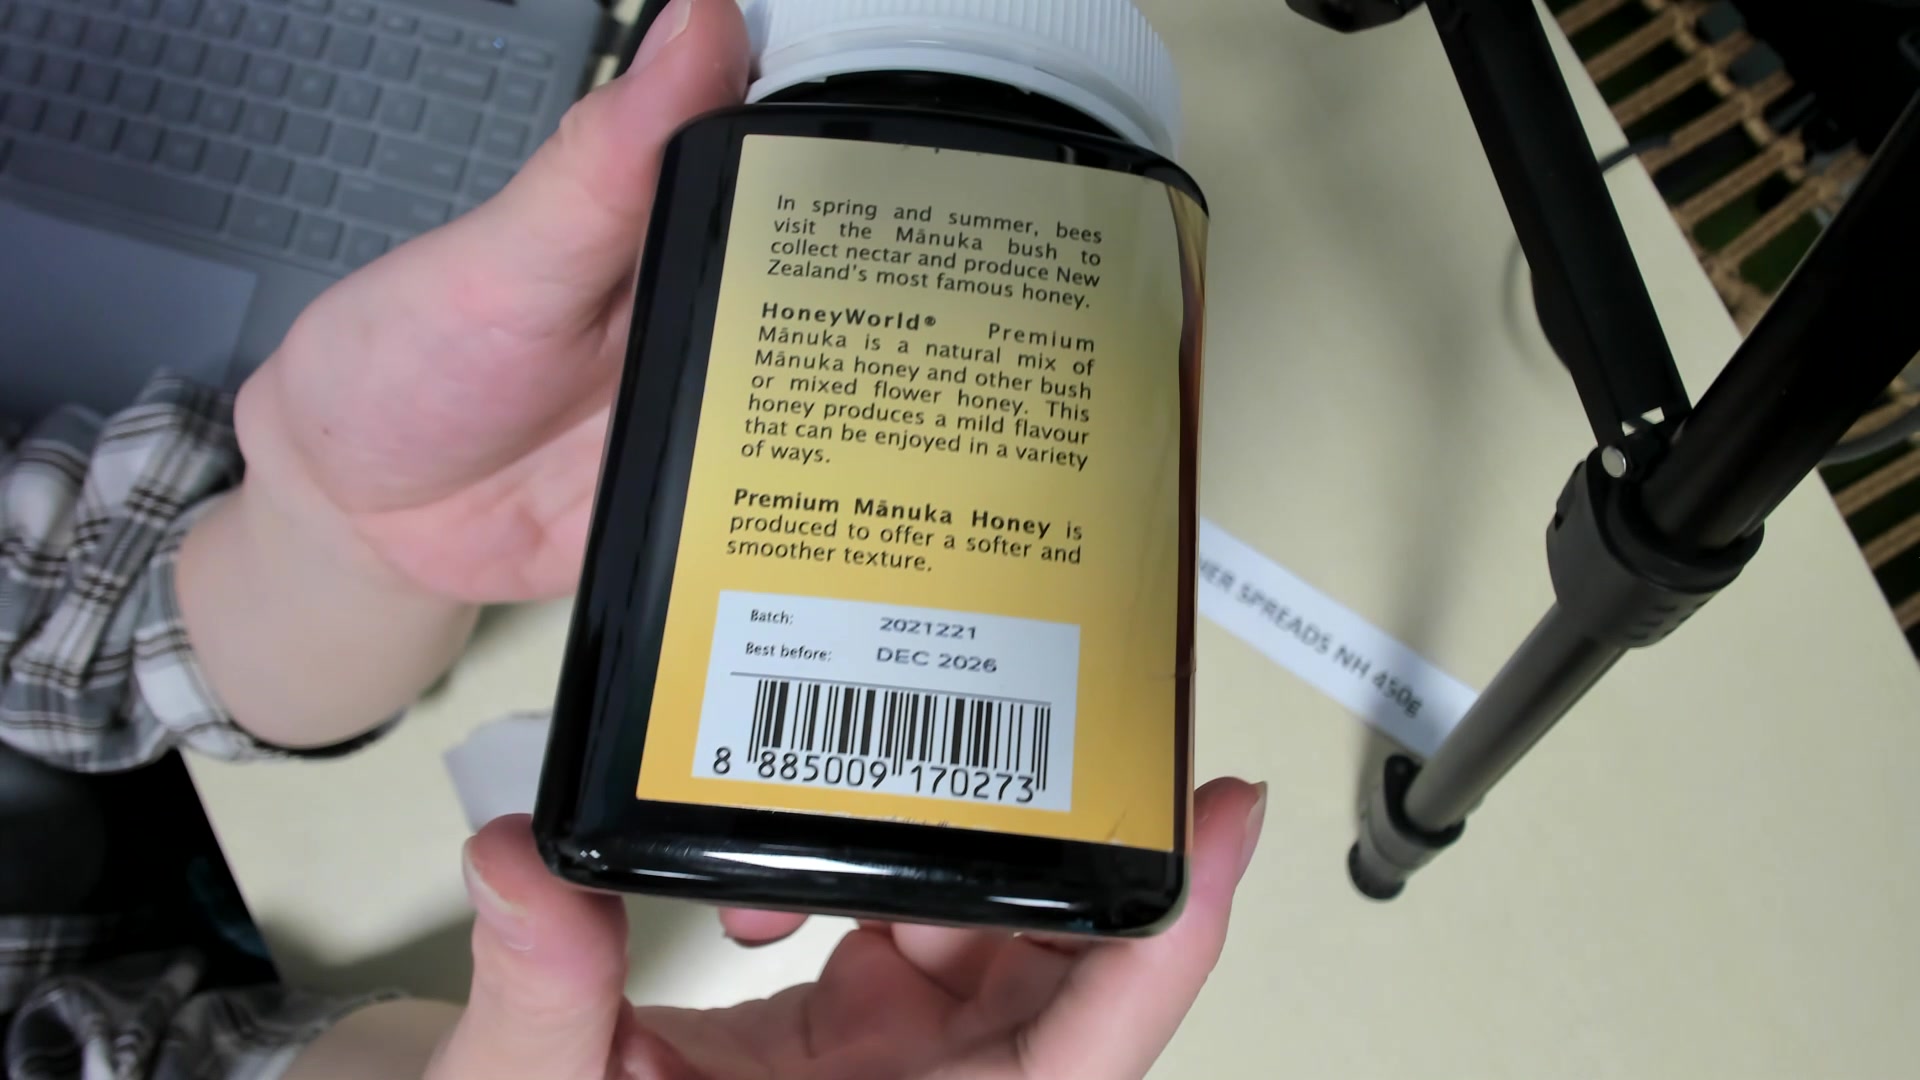 In spring and summer, bees
visit the Mānuka bush to
collect nectar and produce New
Zealand's most famous honey.
HoneyWorld® Premium
Mānuka is a natural mix of
Mānuka honey and other bush
or mixed flower honey. This
honey produces a mild flavour
that can be enjoyed in a variety
of ways.
Premium Mānuka Honey is
produced to offer a softer and
smoother texture.
Batch: 2021221
Best before: DEC 2026
8 885009 170273
SPREADS NH 450g